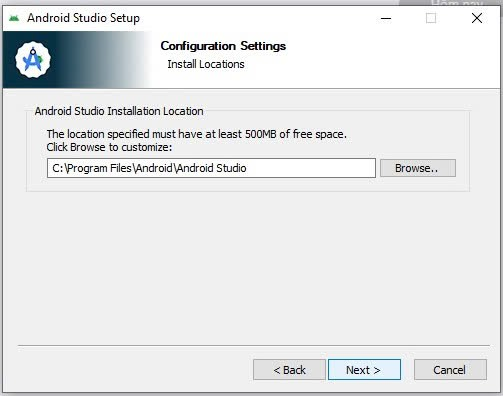 Hôm nay
Android Studio Setup
Configuration Settings
Install Locations
Android Studio Installation Location
The location specified must have at least 500MB of free space.
Click Browse to customize:
C:\Program Files\Android\Android Studio
Browse..
< Back
Next >
Cancel